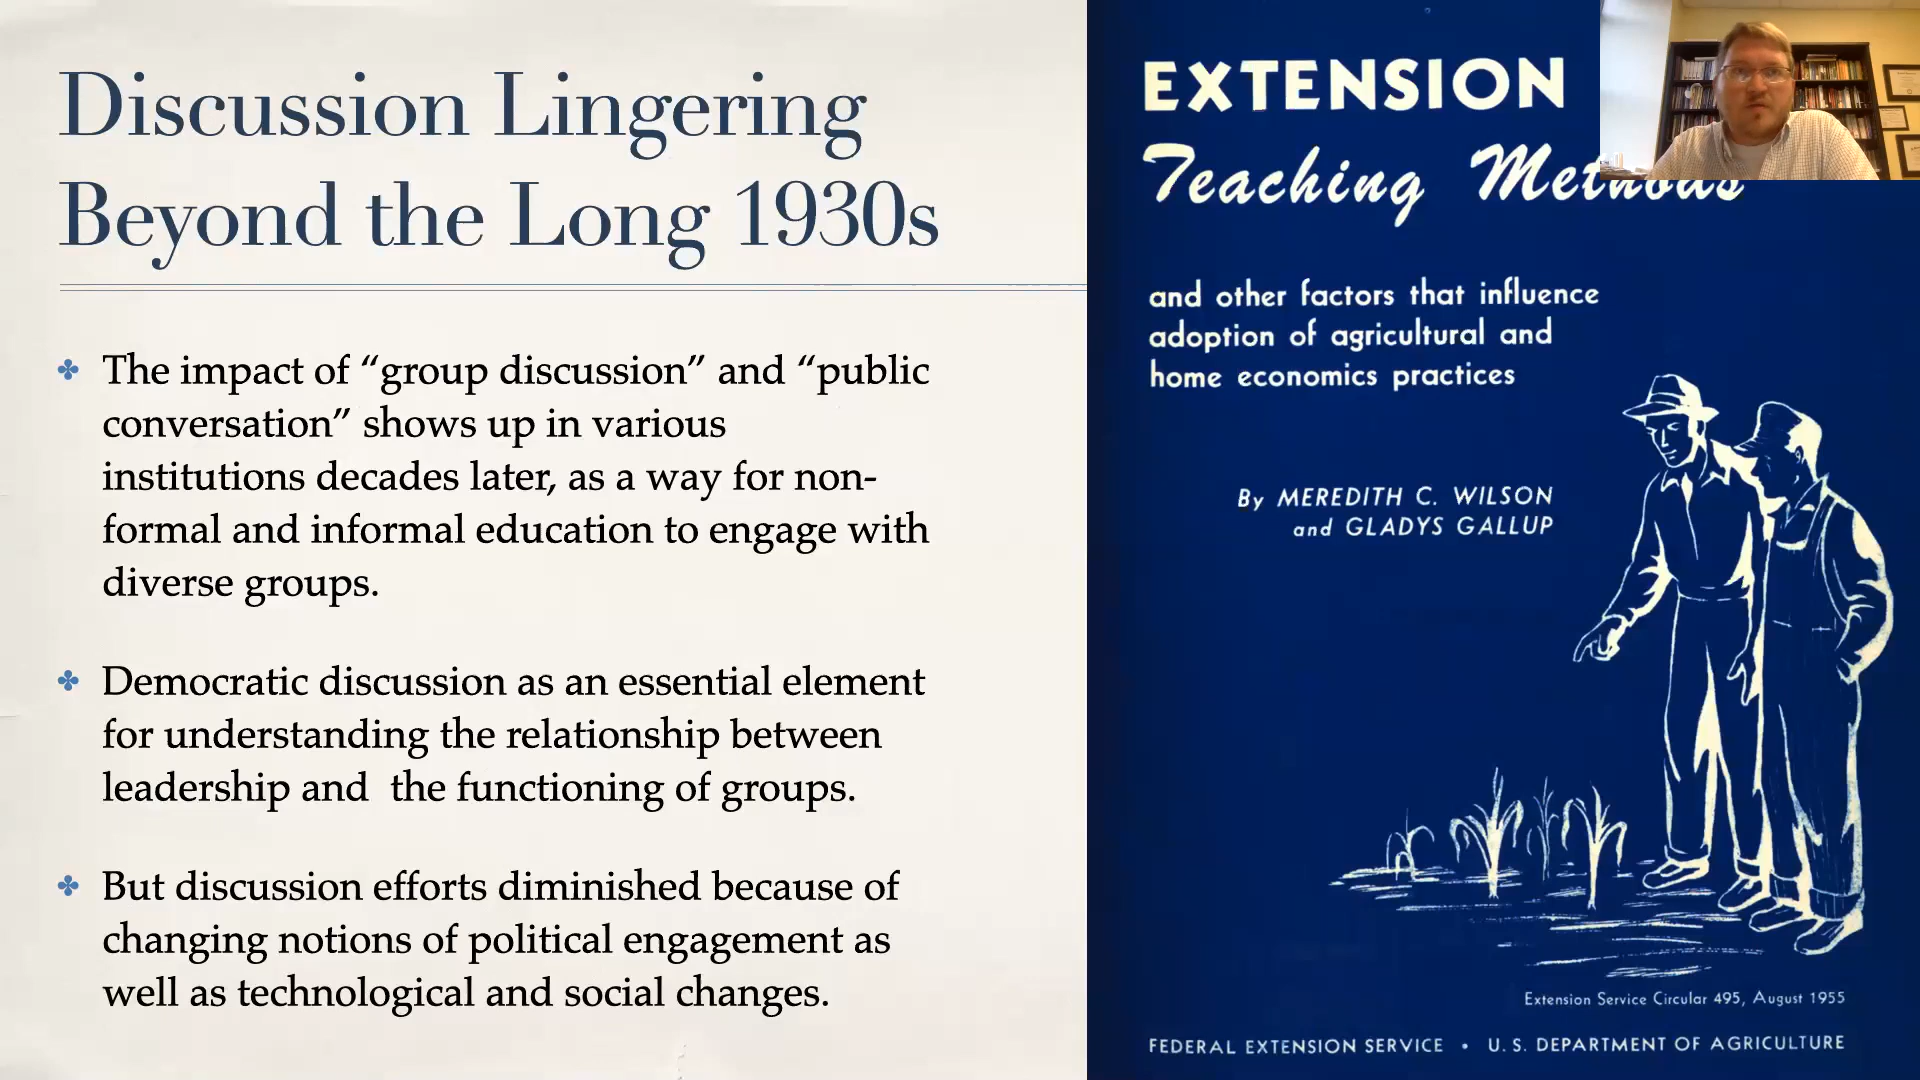 Discussion Lingering
Beyond the Long 1930s
The impact of “group discussion” and “public
conversation” shows up in various
institutions decades later, as a way for non-
formal and informal education to engage with
diverse groups.
Democratic discussion as an essential element
for understanding the relationship between
leadership and  the functioning of groups.
But discussion efforts diminished because of
changing notions of political engagement as
well as technological and social changes.
EXTENSION
Teaching Methods
and other factors that influence
adoption of agricultural and
home economics practices
By MEREDITH C. WILSON
and GLADYS GALLUP
Extension Service Circular 495, August 1955
FEDERAL EXTENSION SERVICE • U. S. DEPARTMENT OF AGRICULTURE